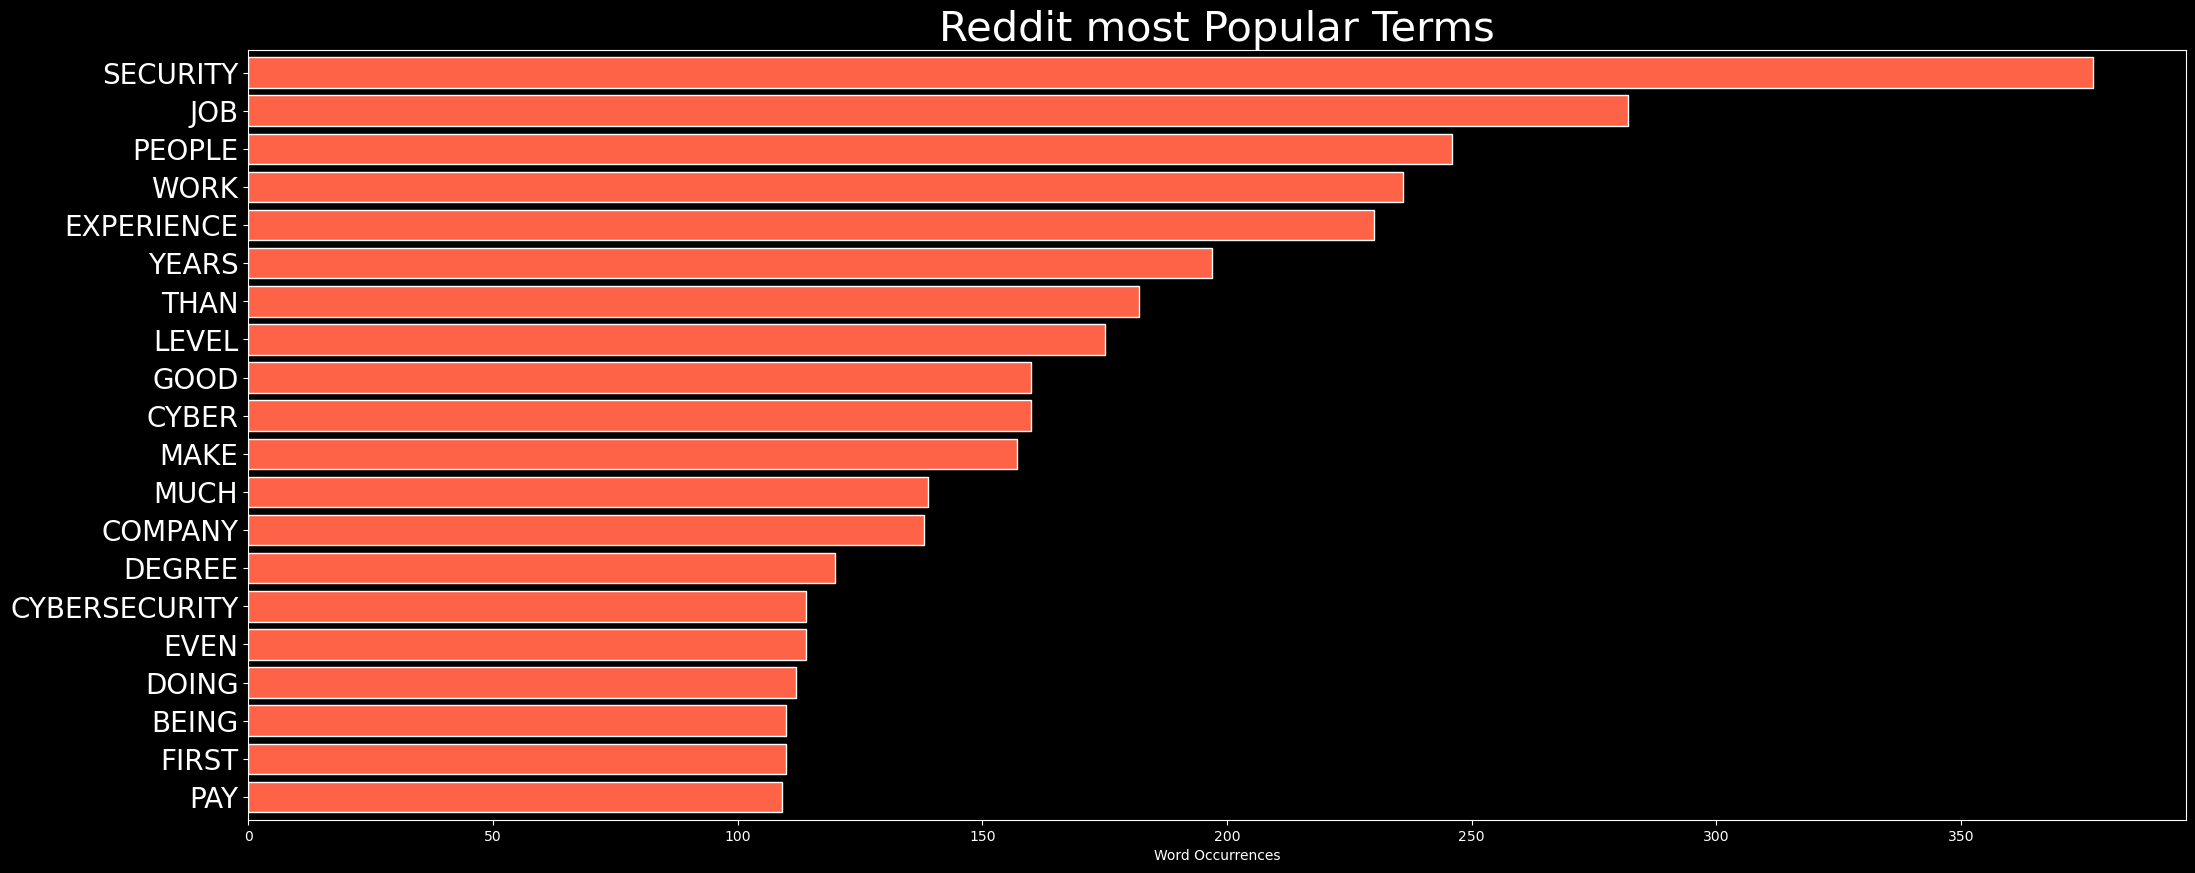 Reddit most Popular Terms
SECURITY
JOB
PEOPLE
WORK
EXPERIENCE
YEARS
THAN
LEVEL
GOOD
CYBER
MAKE
MUCH
COMPANY
DEGREE
CYBERSECURITY
EVEN
DOING
BEING
FIRST
PAY
0 50 100 150 200 250 300 350
Word Occurrences